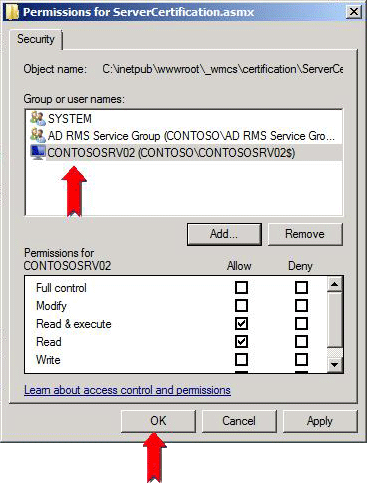 Permissions for ServerCertification.asmx
Security
Object name: C:\inetpub\wwwroot\_wmcs\certification\ServerCe
Group or user names:
SYSTEM
AD RMS Service Group (CONTOSO\AD RMS Service Gro...
CONTOSOSRV02 (CONTOSO\CONTOSOSRV02$)
Add... Remove
Permissions for
CONTOSOSRV02 Allow Deny
Full control
Modify
Read & execute
Read
Write
Learn about access control and permissions
OK Cancel Apply